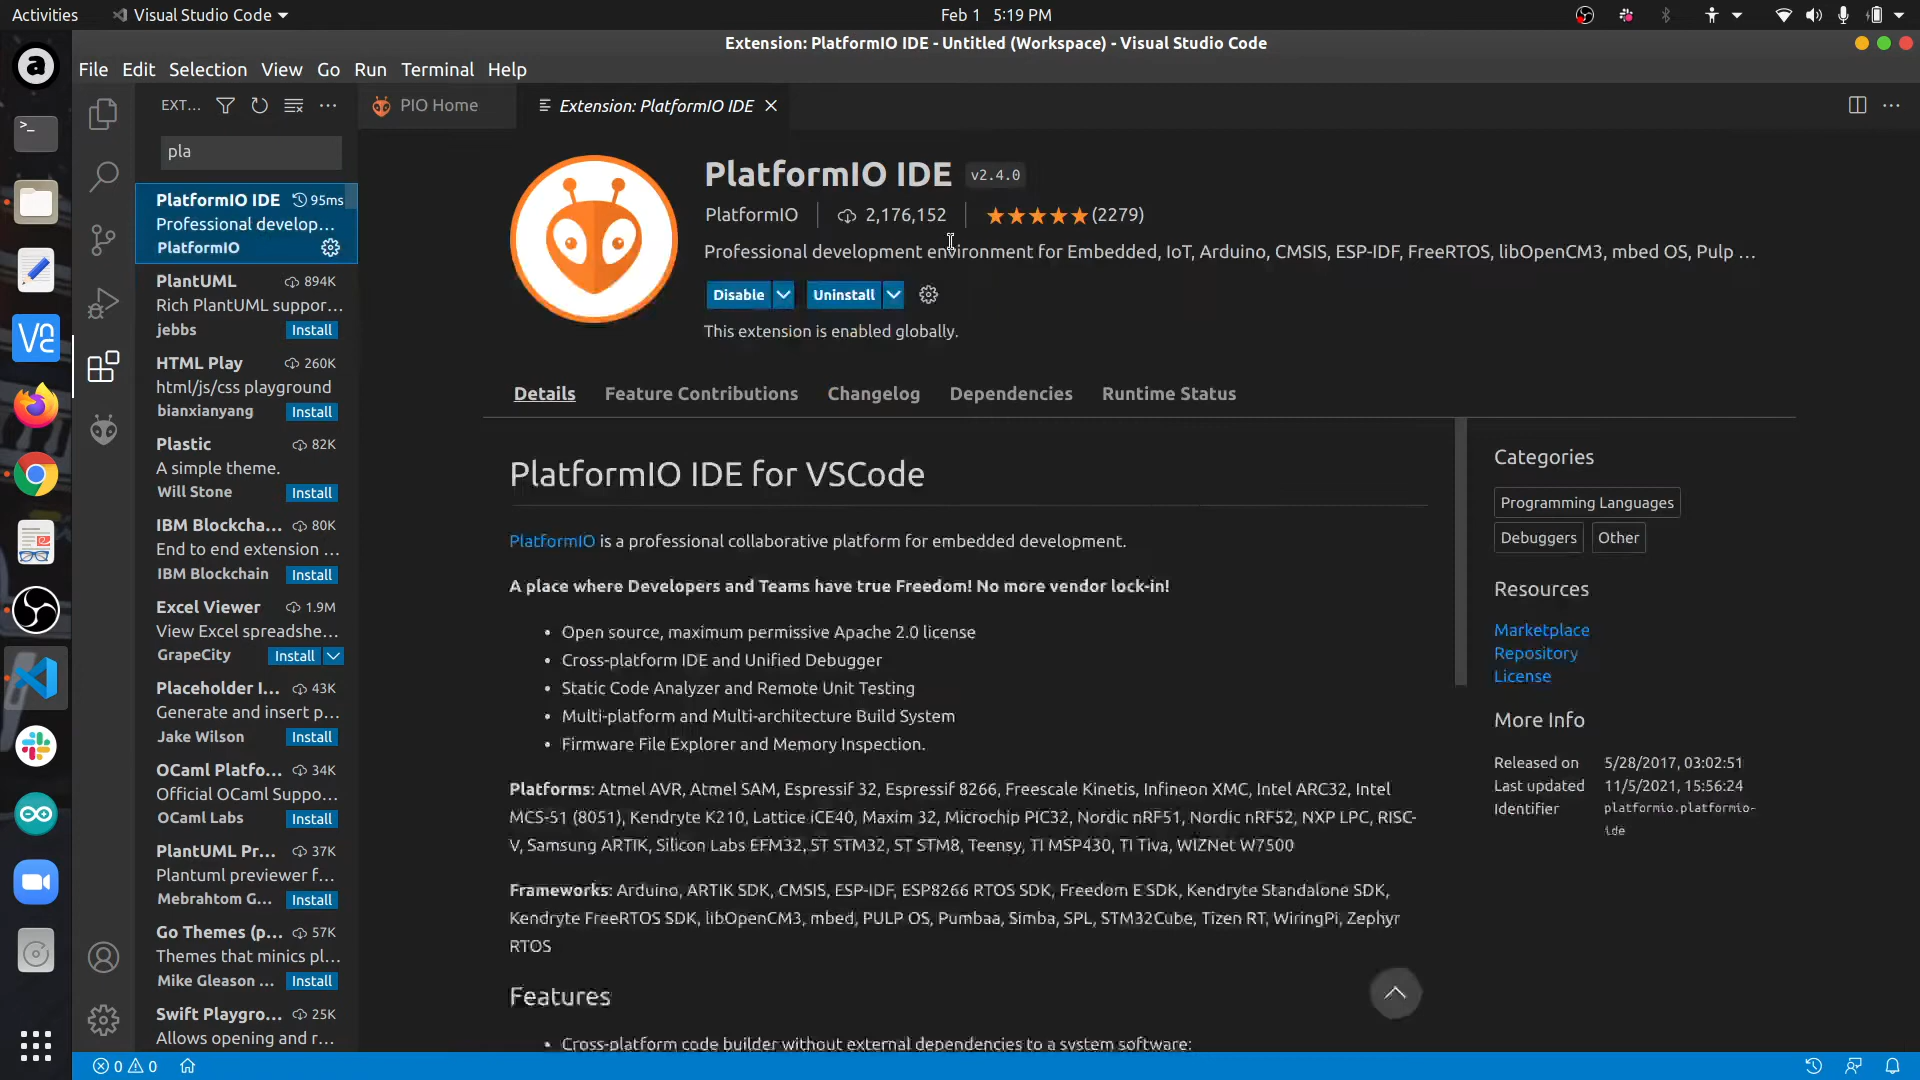 Activities
Visual Studio Code
Feb 1 5:19 PM
Extension: PlatformIO IDE - Untitled (Workspace) - Visual Studio Code
File Edit Selection View Go Run Terminal Help
EXT...
PIO Home
Extension: PlatformIO IDE
pla
PlatformIO IDE 95ms
Professional develop...
PlatformIO
PlantUML 894K
Rich PlantUML suppor...
jebbs Install
HTML Play 260K
html/js/css playground
bianxianyang Install
Plastic 82K
A simple theme.
Will Stone Install
IBM Blockcha... 80K
End to end extension ...
IBM Blockchain Install
Excel Viewer 1.9M
View Excel spreadshe...
GrapeCity Install
Placeholder I... 43K
Generate and insert p...
Jake Wilson Install
OCaml Platfo... 34K
Official OCaml Suppo...
OCaml Labs Install
PlantUML Pr... 37K
Plantuml previewer f...
Mebrahtom G... Install
Go Themes (p... 57K
Themes that minics pl...
Mike Gleason ... Install
Swift Playgro... 25K
Allows opening and r...
PlatformIO IDE v2.4.0
PlatformIO 2,176,152 ★★★★★(2279)
Professional development environment for Embedded, IoT, Arduino, CMSIS, ESP-IDF, FreeRTOS, libOpenCM3, mbed OS, Pulp ...
Disable Uninstall
This extension is enabled globally.
Details Feature Contributions Changelog Dependencies Runtime Status
PlatformIO IDE for VSCode
PlatformIO is a professional collaborative platform for embedded development.
A place where Developers and Teams have true Freedom! No more vendor lock-in!
• Open source, maximum permissive Apache 2.0 license
• Cross-platform IDE and Unified Debugger
• Static Code Analyzer and Remote Unit Testing
• Multi-platform and Multi-architecture Build System
• Firmware File Explorer and Memory Inspection.
Platforms: Atmel AVR, Atmel SAM, Espressif 32, Espressif 8266, Freescale Kinetis, Infineon XMC, Intel ARC32, Intel
MCS-51 (8051), Kendryte K210, Lattice iCE40, Maxim 32, Microchip PIC32, Nordic nRF51, Nordic nRF52, NXP LPC, RISC-
V, Samsung ARTIK, Silicon Labs EFM32, ST STM32, ST STM8, Teensy, TI MSP430, TI Tiva, WIZNet W7500
Frameworks: Arduino, ARTIK SDK, CMSIS, ESP-IDF, ESP8266 RTOS SDK, Freedom E SDK, Kendryte Standalone SDK,
Kendryte FreeRTOS SDK, libOpenCM3, mbed, PULP OS, Pumbaa, Simba, SPL, STM32Cube, Tizen RT, WiringPi, Zephyr
RTOS
Features
• Cross-platform code builder without external dependencies to a system software:
Categories
Programming Languages
Debuggers Other
Resources
Marketplace
Repository
License
More Info
Released on 5/28/2017, 03:02:51
Last updated 11/5/2021, 15:56:24
Identifier platformio.platformio-
ide
0 0